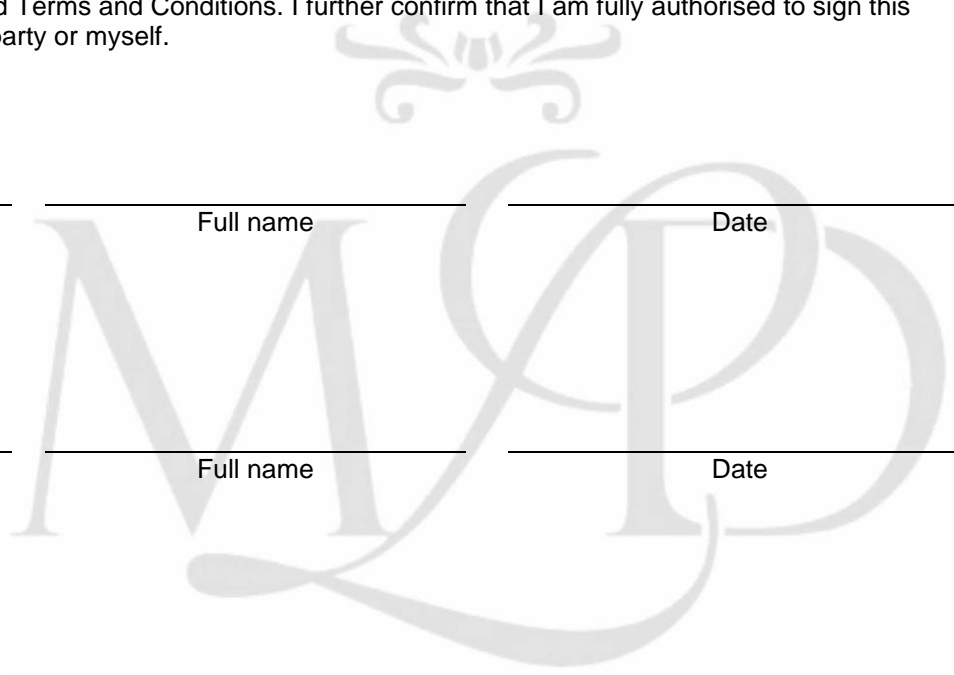 d Terms and Conditions. I further confirm that I am fully authorised to sign this
party or myself.
Full name Date
Full name Date